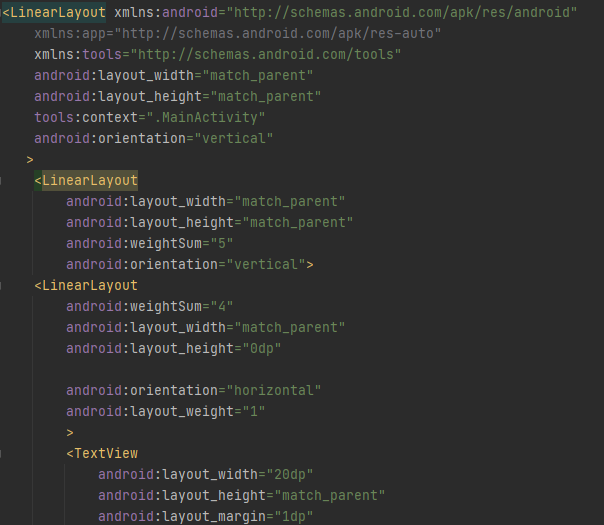 <LinearLayout xmlns:android="http://schemas.android.com/apk/res/android"
xmlns:app="http://schemas.android.com/apk/res-auto"
xmlns:tools="http://schemas.android.com/tools"
android:layout_width="match_parent"
android:layout_height="match_parent"
tools:context=".MainActivity"
android:orientation="vertical"
>
<LinearLayout
android:layout_width="match_parent"
android:layout_height="match_parent"
android:weightSum="5"
android:orientation="vertical">
<LinearLayout
android:weightSum="4"
android:layout_width="match_parent"
android:layout_height="0dp"
android:orientation="horizontal"
android:layout_weight="1"
>
<TextView
android:layout_width="20dp"
android:layout_height="match_parent"
android:layout_margin="1dp"